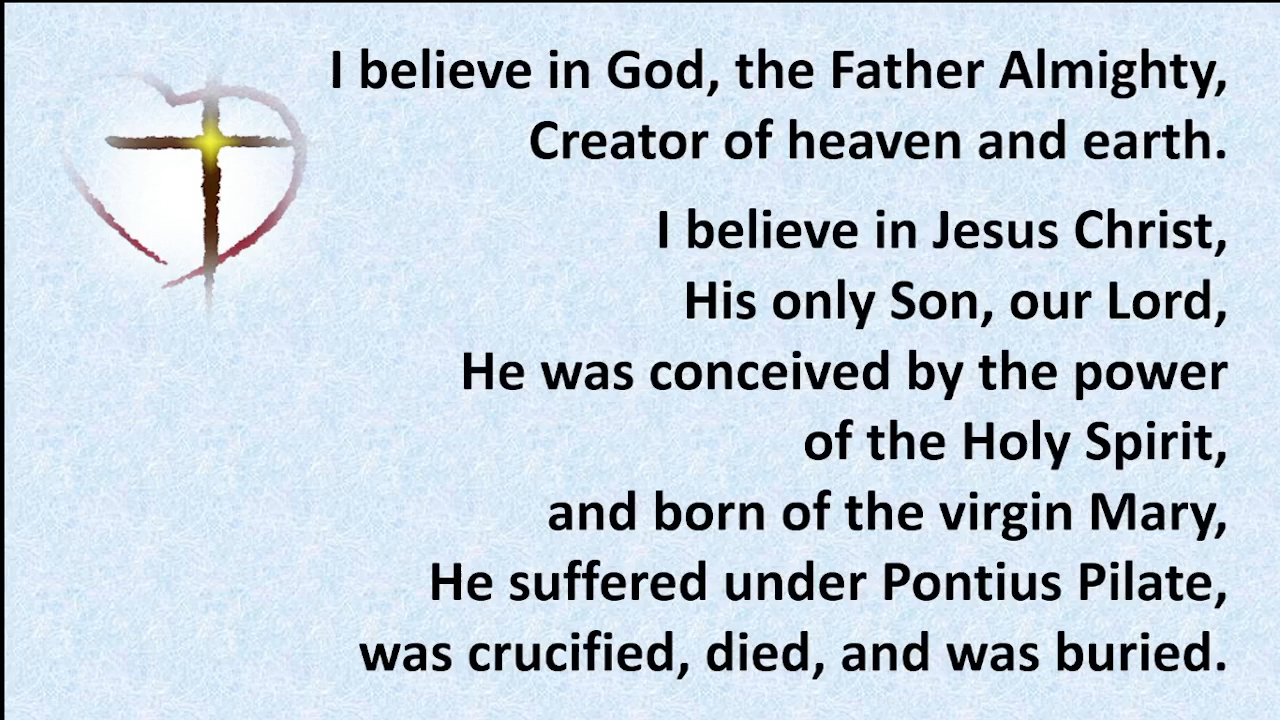 I believe in God, the Father Almighty,
Creator of heaven and earth.
I believe in Jesus Christ,
His only Son, our Lord,
He was conceived by the power
of the Holy Spirit,
and born of the virgin Mary,
He suffered under Pontius Pilate,
was crucified, died, and was buried.